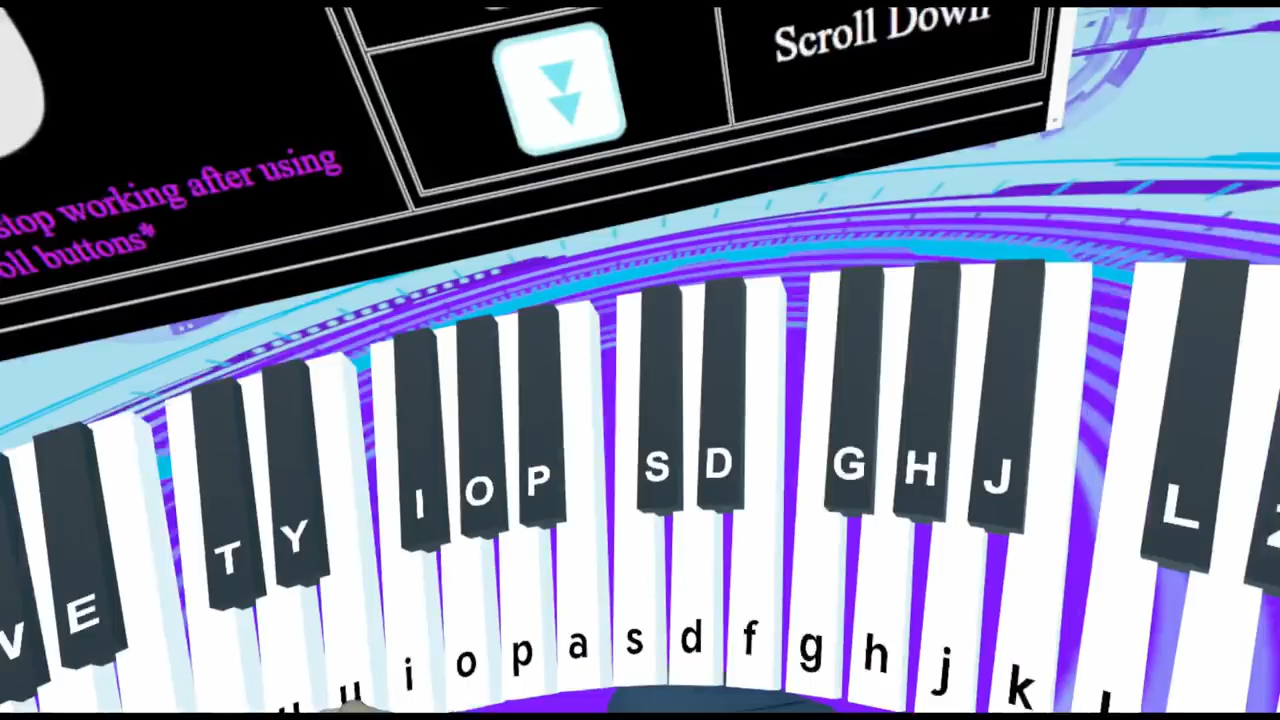 Scroll Down
stop working after using
oll buttons*
E T Y I O P S D G H J L
u i o p a s d f g h j k